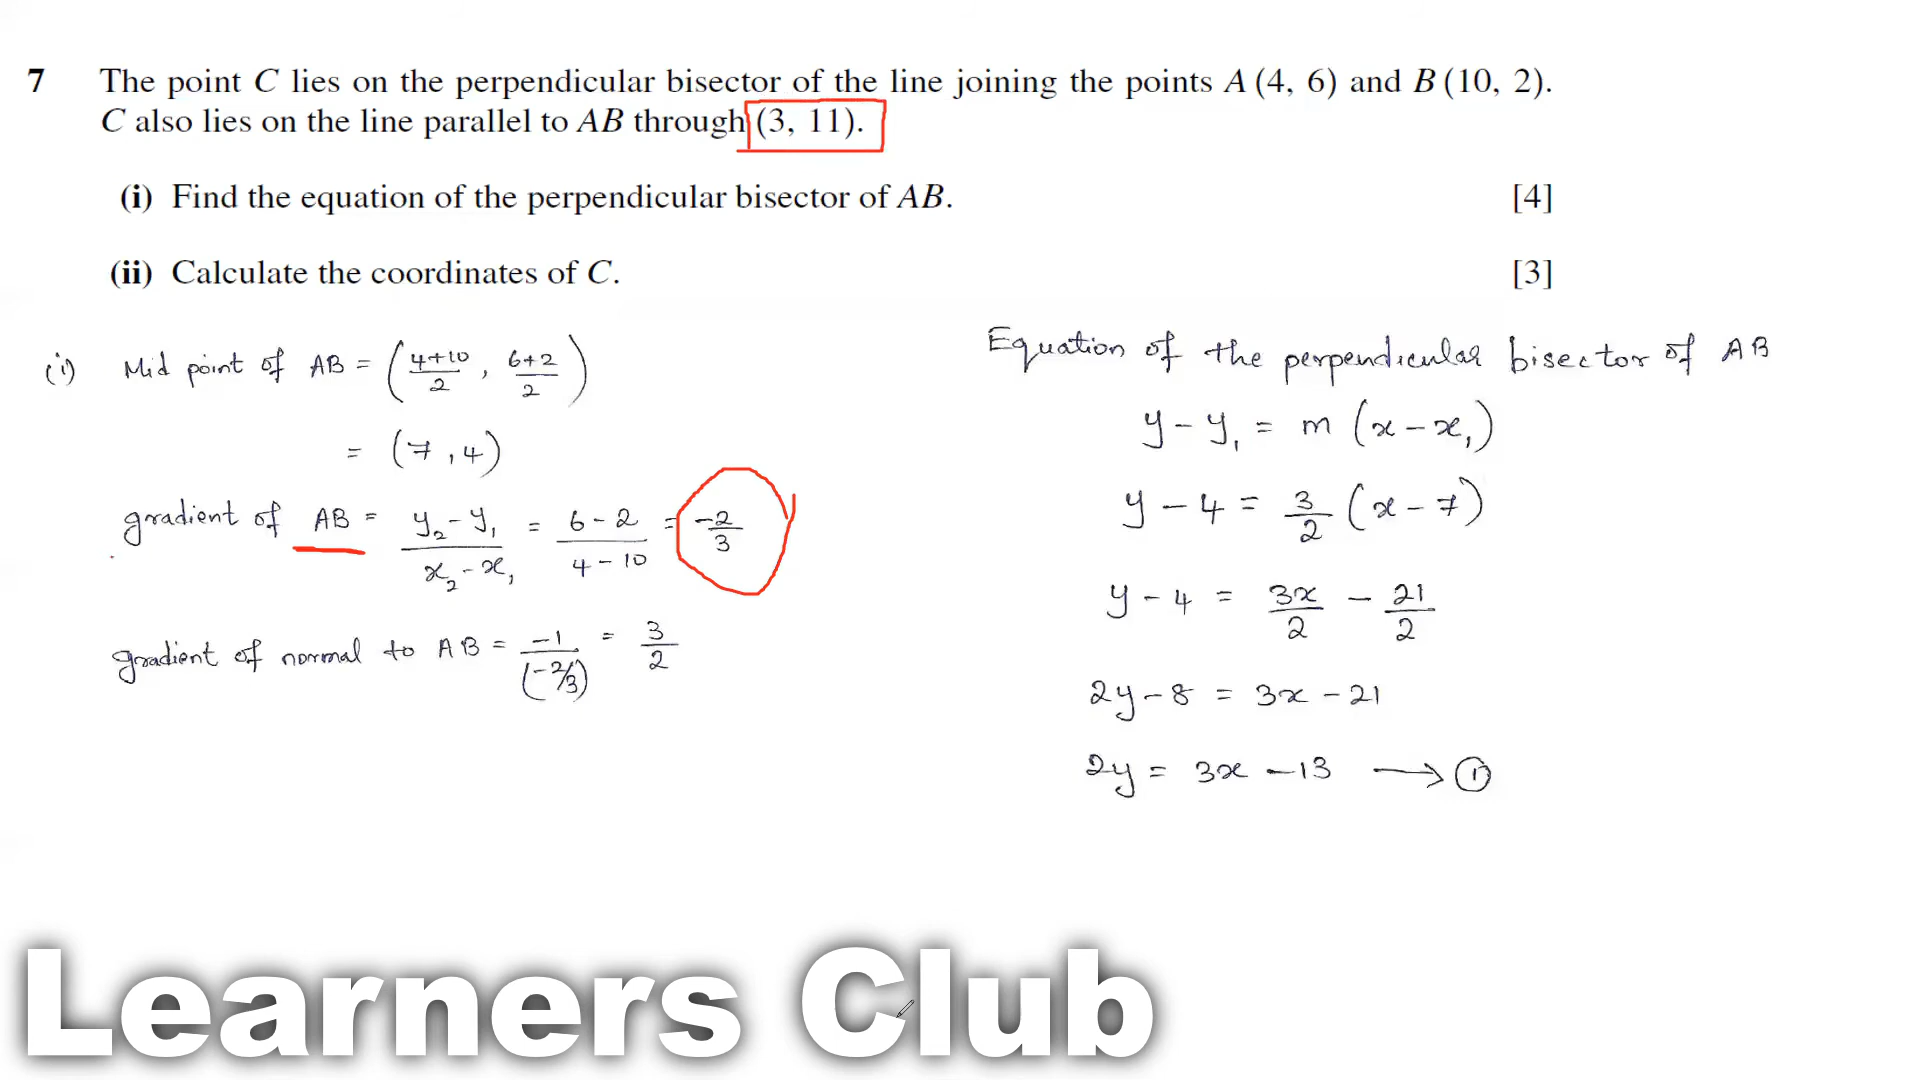 7 The point C lies on the perpendicular bisector of the line joining the points A (4, 6) and B (10, 2).
C also lies on the line parallel to AB through (3, 11).
(i) Find the equation of the perpendicular bisector of AB. [4]
(ii) Calculate the coordinates of C. [3]
(i) Mid point of AB = ( (4+10)/2 , (6+2)/2 )
= (7, 4)
gradient of AB = (y₂ - y₁)/(x₂ - x₁) = (6 - 2)/(4 - 10) = -2/3
gradient of normal to AB = -1/(-2/3) = 3/2
Equation of the perpendicular bisector of AB
y - y₁ = m (x - x₁)
y - 4 = 3/2 (x - 7)
y - 4 = 3x/2 - 21/2
2y - 8 = 3x - 21
2y = 3x - 13 → ①
Learners Club